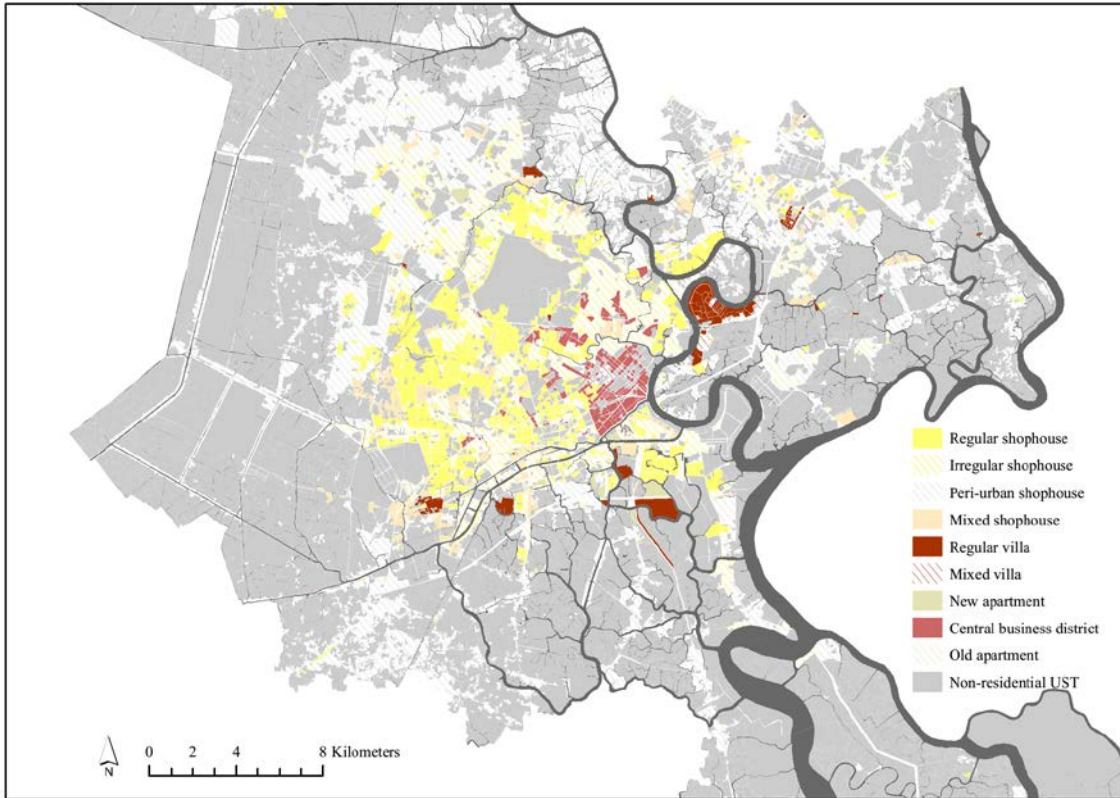 Regular shophouse
Irregular shophouse
Peri-urban shophouse
Mixed shophouse
Regular villa
Mixed villa
New apartment
Central business district
Old apartment
Non-residential UST
N
0 2 4 8 Kilometers